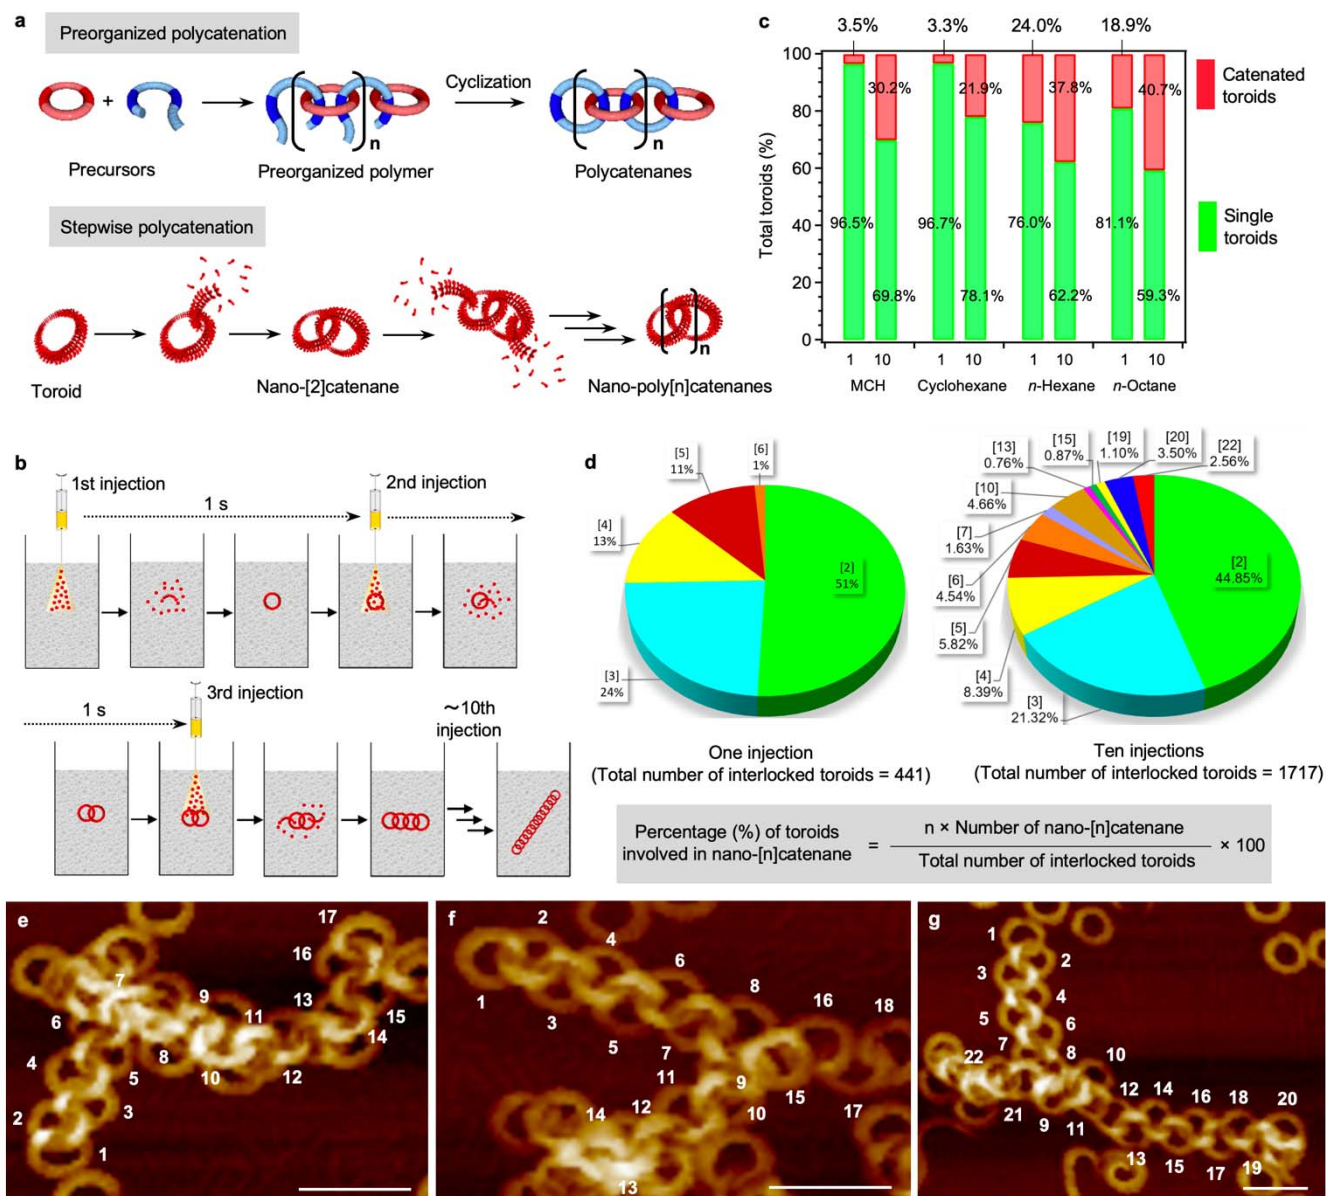 a
Preorganized polycatenation
+
Cyclization
n
n
Precursors
Preorganized polymer
Polycatenanes
Stepwise polycatenation
n
Toroid
Nano-[2]catenane
Nano-poly[n]catenanes
b
1st injection
1 s
2nd injection
1 s
3rd injection
~10th
injection
c
3.5%
3.3%
24.0%
18.9%
Total toroids (%)
100
80
60
40
20
0
30.2%
21.9%
37.8%
40.7%
96.5%
96.7%
76.0%
81.1%
69.8%
78.1%
62.2%
59.3%
1
10
1
10
1
10
1
10
MCH
Cyclohexane
n-Hexane
n-Octane
Catenated
toroids
Single
toroids
d
[2]
51%
[3]
24%
[4]
13%
[5]
11%
[6]
1%
One injection
(Total number of interlocked toroids = 441)
[2]
44.85%
[3]
21.32%
[4]
8.39%
[5]
5.82%
[6]
4.54%
[7]
1.63%
[10]
4.66%
[13]
0.76%
[15]
0.87%
[19]
1.10%
[20]
3.50%
[22]
2.56%
Ten injections
(Total number of interlocked toroids = 1717)
Percentage (%) of toroids
involved in nano-[n]catenane
=
n × Number of nano-[n]catenane
Total number of interlocked toroids
× 100
e
1
2
3
4
5
6
7
8
9
10
11
12
13
14
15
16
17
f
1
2
3
4
5
6
7
8
9
10
11
12
13
14
15
16
17
18
g
1
2
3
4
5
6
7
8
9
10
11
12
13
14
15
16
17
18
19
20
21
22